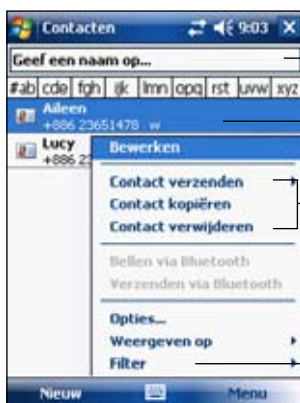 Contacten 9:03
Geef een naam op...
#ab cde fgh ijk lmn opq rst uvw xyz
Aileen
+886 23651478 w
Lucy
+886 23
Bewerken
Contact verzenden
Contact kopiëren
Contact verwijderen
Bellen via Bluetooth
Verzenden via Bluetooth
Opties...
Weergeven op
Filter
Nieuw Menu